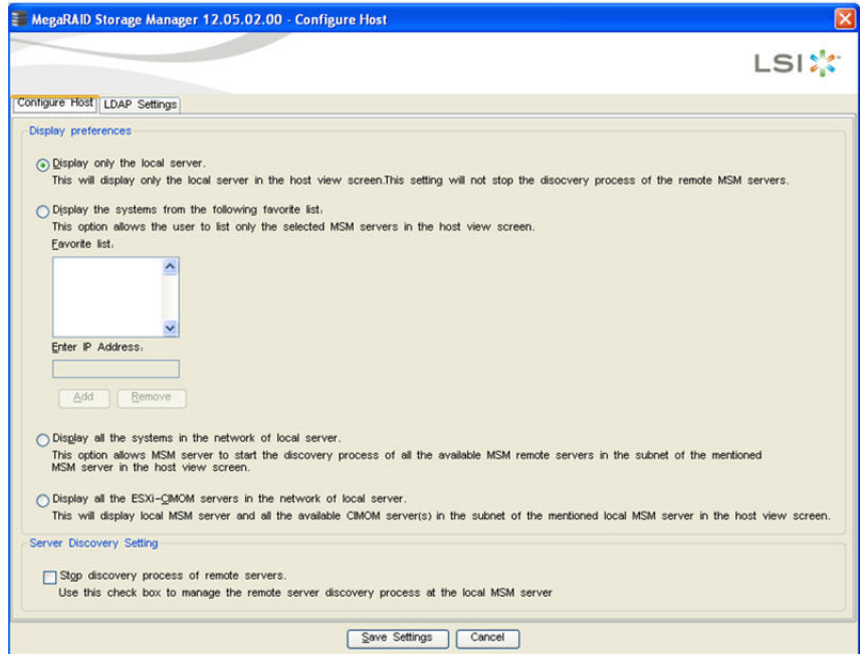 MegaRAID Storage Manager 12.05.02.00 - Configure Host
LSI
Configure Host LDAP Settings
Display preferences
Display only the local server.
This will display only the local server in the host view screen.This setting will not stop the disocvery process of the remote MSM servers.
Display the systems from the following favorite list:
This option allows the user to list only the selected MSM servers in the host view screen.
Favorite list:
Enter IP Address:
Add Remove
Display all the systems in the network of local server.
This option allows MSM server to start the discovery process of all the available MSM remote servers in the subnet of the mentioned
MSM server in the host view screen.
Display all the ESXi-CIMOM servers in the network of local server.
This will display local MSM server and all the available CIMOM server(s) in the subnet of the mentioned local MSM server in the host view screen.
Server Discovery Setting
Stop discovery process of remote servers.
Use this check box to manage the remote server discovery process at the local MSM server
Save Settings Cancel